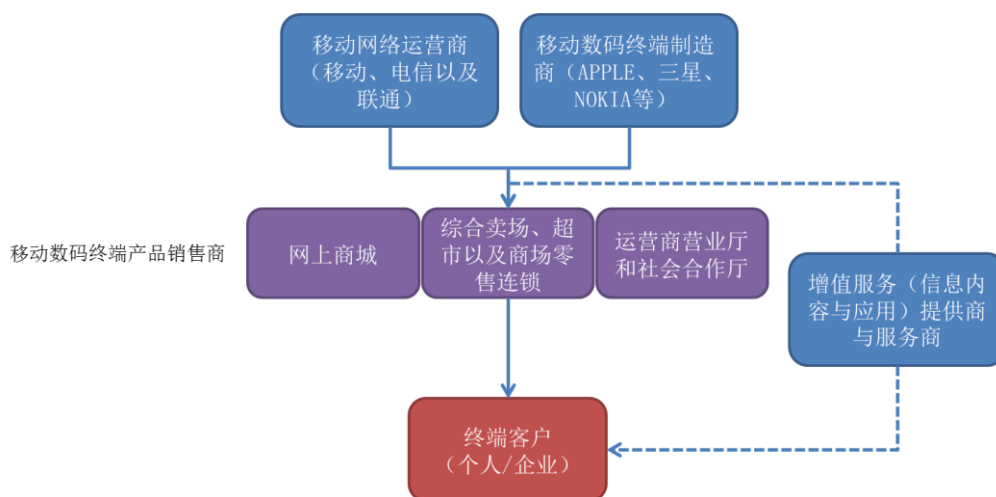 移动网络运营商
（移动、电信以及
联通）
移动数码终端制造
商（APPLE、三星、
NOKIA等）
移动数码终端产品销售商
网上商城
综合卖场、超
市以及商场零
售连锁
运营商营业厅
和社会合作厅
增值服务（信息内
容与应用）提供商
与服务商
终端客户
（个人/企业）